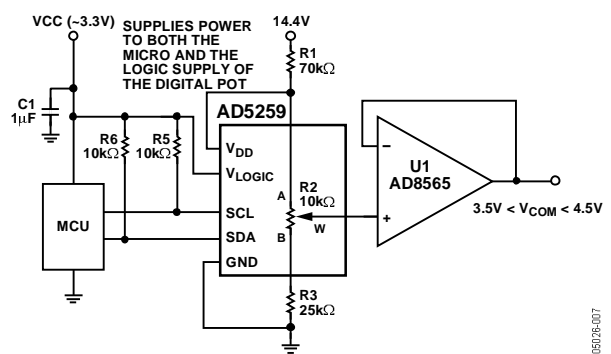 VCC (~3.3V)
SUPPLIES POWER
TO BOTH THE
MICRO AND THE
LOGIC SUPPLY OF
THE DIGITAL POT
14.4V
R1
70kΩ
C1
1μF
R6
10kΩ
R5
10kΩ
AD5259
VDD
VLOGIC
SCL
SDA
GND
MCU
A
R2
10kΩ
B
W
R3
25kΩ
−
+
U1
AD8565
3.5V < VCOM < 4.5V
05026-007